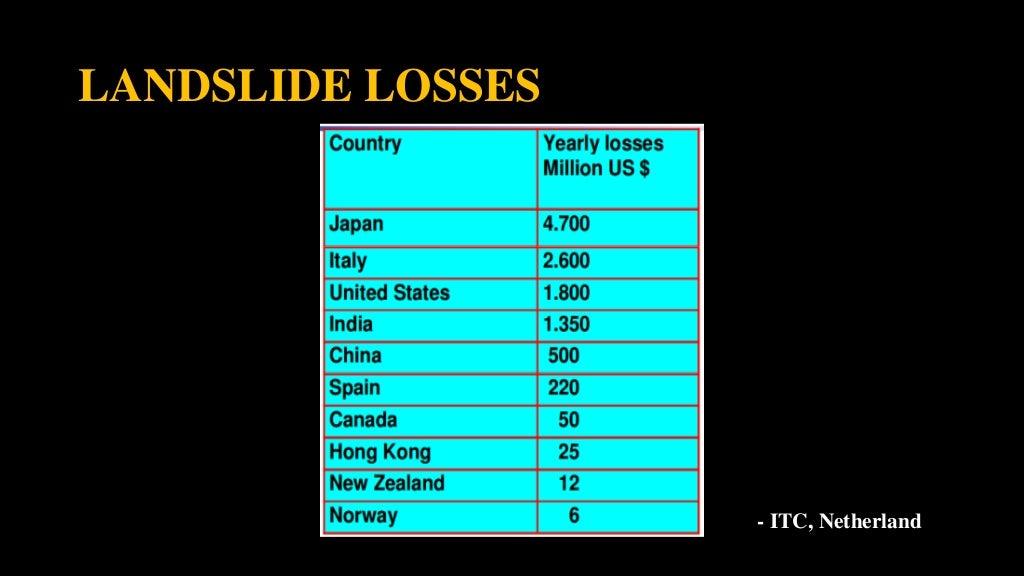 LANDSLIDE LOSSES
Country Yearly losses
Million US $
Japan 4.700
Italy 2.600
United States 1.800
India 1.350
China 500
Spain 220
Canada 50
Hong Kong 25
New Zealand 12
Norway 6
- ITC, Netherland